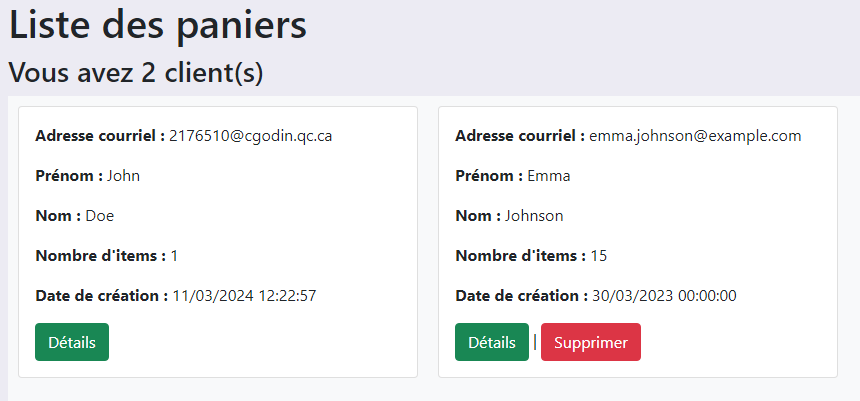 Liste des paniers
Vous avez 2 client(s)
Adresse courriel : 2176510@cgodin.qc.ca
Prénom : John
Nom : Doe
Nombre d'items : 1
Date de création : 11/03/2024 12:22:57
Détails
Adresse courriel : emma.johnson@example.com
Prénom : Emma
Nom : Johnson
Nombre d'items : 15
Date de création : 30/03/2023 00:00:00
Détails | Supprimer